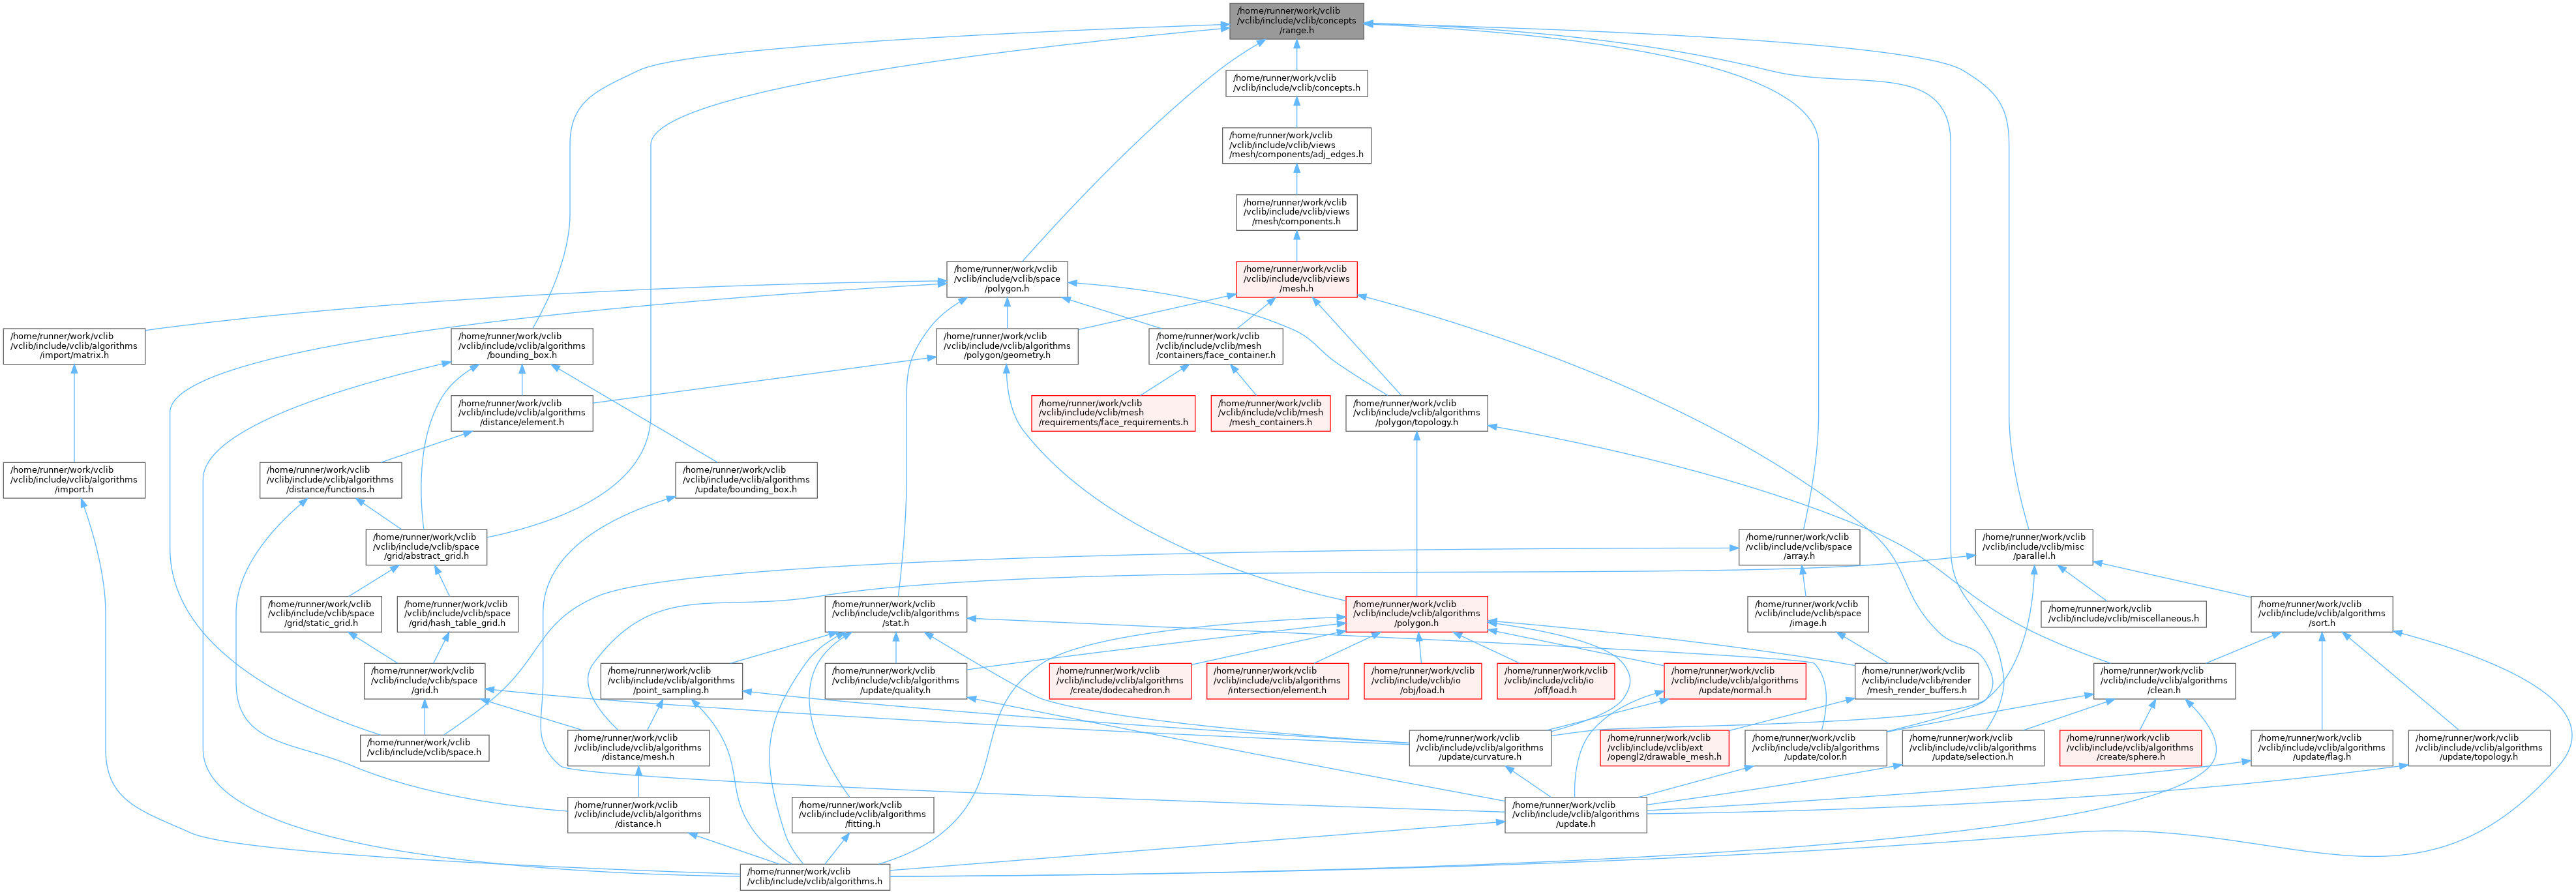 /home/runner/work/vclib
/vclib/include/vclib/concepts
/range.h
/home/runner/work/vclib
/vclib/include/vclib/concepts.h
/home/runner/work/vclib
/vclib/include/vclib/views
/mesh/components/adj_edges.h
/home/runner/work/vclib
/vclib/include/vclib/views
/mesh/components.h
/home/runner/work/vclib
/vclib/include/vclib/space
/polygon.h
/home/runner/work/vclib
/vclib/include/vclib/views
/mesh.h
/home/runner/work/vclib
/vclib/include/vclib/algorithms
/import/matrix.h
/home/runner/work/vclib
/vclib/include/vclib/algorithms
/bounding_box.h
/home/runner/work/vclib
/vclib/include/vclib/algorithms
/polygon/geometry.h
/home/runner/work/vclib
/vclib/include/vclib/mesh
/containers/face_container.h
/home/runner/work/vclib
/vclib/include/vclib/algorithms
/distance/element.h
/home/runner/work/vclib
/vclib/include/vclib/mesh
/requirements/face_requirements.h
/home/runner/work/vclib
/vclib/include/vclib/mesh
/mesh_containers.h
/home/runner/work/vclib
/vclib/include/vclib/algorithms
/polygon/topology.h
/home/runner/work/vclib
/vclib/include/vclib/algorithms
/import.h
/home/runner/work/vclib
/vclib/include/vclib/algorithms
/distance/functions.h
/home/runner/work/vclib
/vclib/include/vclib/algorithms
/update/bounding_box.h
/home/runner/work/vclib
/vclib/include/vclib/space
/grid/abstract_grid.h
/home/runner/work/vclib
/vclib/include/vclib/space
/array.h
/home/runner/work/vclib
/vclib/include/vclib/misc
/parallel.h
/home/runner/work/vclib
/vclib/include/vclib/space
/grid/static_grid.h
/home/runner/work/vclib
/vclib/include/vclib/space
/grid/hash_table_grid.h
/home/runner/work/vclib
/vclib/include/vclib/algorithms
/stat.h
/home/runner/work/vclib
/vclib/include/vclib/algorithms
/polygon.h
/home/runner/work/vclib
/vclib/include/vclib/space
/image.h
/home/runner/work/vclib
/vclib/include/vclib/miscellaneous.h
/home/runner/work/vclib
/vclib/include/vclib/algorithms
/sort.h
/home/runner/work/vclib
/vclib/include/vclib/space
/grid.h
/home/runner/work/vclib
/vclib/include/vclib/algorithms
/point_sampling.h
/home/runner/work/vclib
/vclib/include/vclib/algorithms
/update/quality.h
/home/runner/work/vclib
/vclib/include/vclib/algorithms
/create/dodecahedron.h
/home/runner/work/vclib
/vclib/include/vclib/algorithms
/intersection/element.h
/home/runner/work/vclib
/vclib/include/vclib/io
/obj/load.h
/home/runner/work/vclib
/vclib/include/vclib/io
/off/load.h
/home/runner/work/vclib
/vclib/include/vclib/algorithms
/update/normal.h
/home/runner/work/vclib
/vclib/include/vclib/render
/mesh_render_buffers.h
/home/runner/work/vclib
/vclib/include/vclib/algorithms
/clean.h
/home/runner/work/vclib
/vclib/include/vclib/space.h
/home/runner/work/vclib
/vclib/include/vclib/algorithms
/distance/mesh.h
/home/runner/work/vclib
/vclib/include/vclib/algorithms
/update/curvature.h
/home/runner/work/vclib
/vclib/include/vclib/ext
/opengl2/drawable_mesh.h
/home/runner/work/vclib
/vclib/include/vclib/algorithms
/update/color.h
/home/runner/work/vclib
/vclib/include/vclib/algorithms
/update/selection.h
/home/runner/work/vclib
/vclib/include/vclib/algorithms
/create/sphere.h
/home/runner/work/vclib
/vclib/include/vclib/algorithms
/update/flag.h
/home/runner/work/vclib
/vclib/include/vclib/algorithms
/update/topology.h
/home/runner/work/vclib
/vclib/include/vclib/algorithms
/distance.h
/home/runner/work/vclib
/vclib/include/vclib/algorithms
/fitting.h
/home/runner/work/vclib
/vclib/include/vclib/algorithms
/update.h
/home/runner/work/vclib
/vclib/include/vclib/algorithms.h